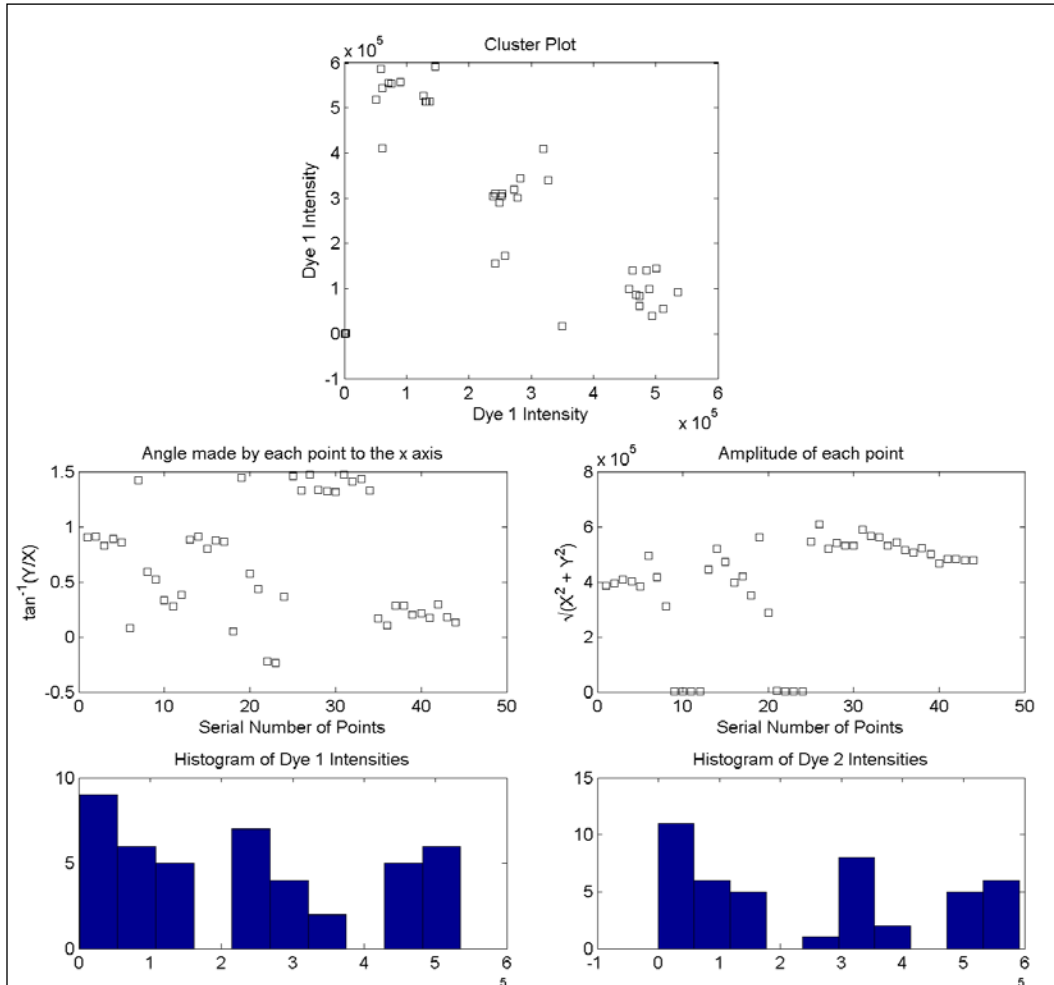 Cluster Plot
x 10^5
6
5
4
3
2
1
0
-1
Dye 1 Intensity
0 1 2 3 4 5 6
Dye 1 Intensity
x 10^5
Angle made by each point to the x axis
1.5
1
0.5
0
-0.5
tan^-1(Y/X)
0 10 20 30 40 50
Serial Number of Points
Amplitude of each point
x 10^5
8
6
4
2
0
√(X^2 + Y^2)
0 10 20 30 40 50
Serial Number of Points
Histogram of Dye 1 Intensities
10
5
0
0 1 2 3 4 5 6
5
Histogram of Dye 2 Intensities
15
10
5
0
-1 0 1 2 3 4 5 6
5